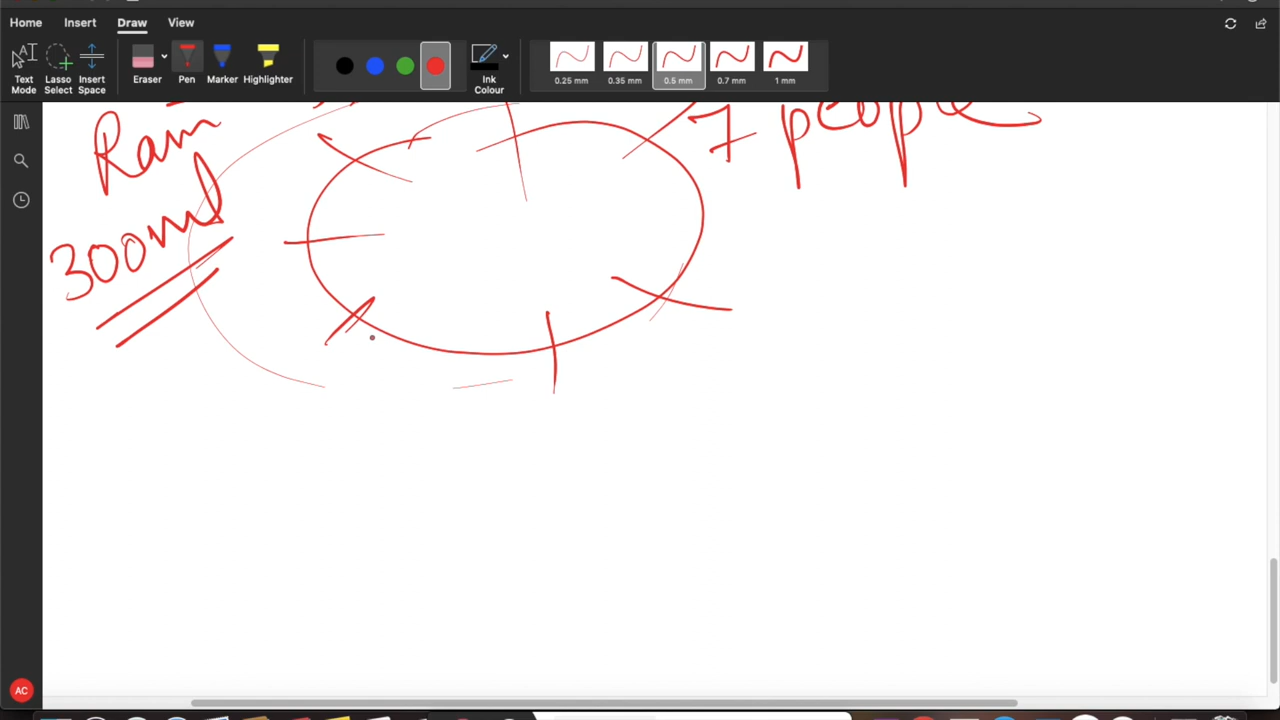 Home Insert Draw View
Text Mode
Lasso Select
Insert Space
Eraser
Pen
Marker
Highlighter
Ink Colour
0.25 mm
0.35 mm
0.5 mm
0.7 mm
1 mm
7 people
Ram
300ml
AC